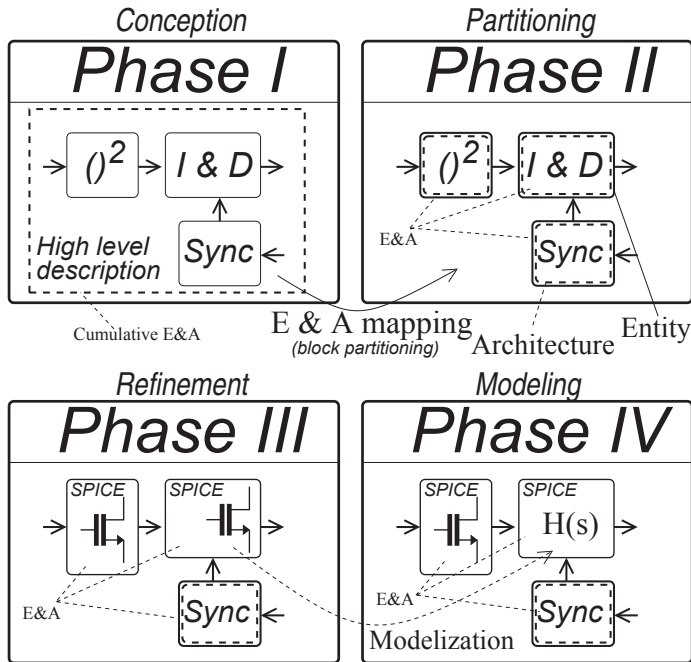 Conception
Partitioning
Phase I
Phase II
()2
I & D
Sync
High level
description
Cumulative E&A
()2
I & D
E&A
Sync
E & A mapping
(block partitioning)
Architecture
Entity
Refinement
Modeling
Phase III
Phase IV
SPICE
SPICE
E&A
Sync
SPICE
SPICE
H(s)
E&A
Sync
Modelization